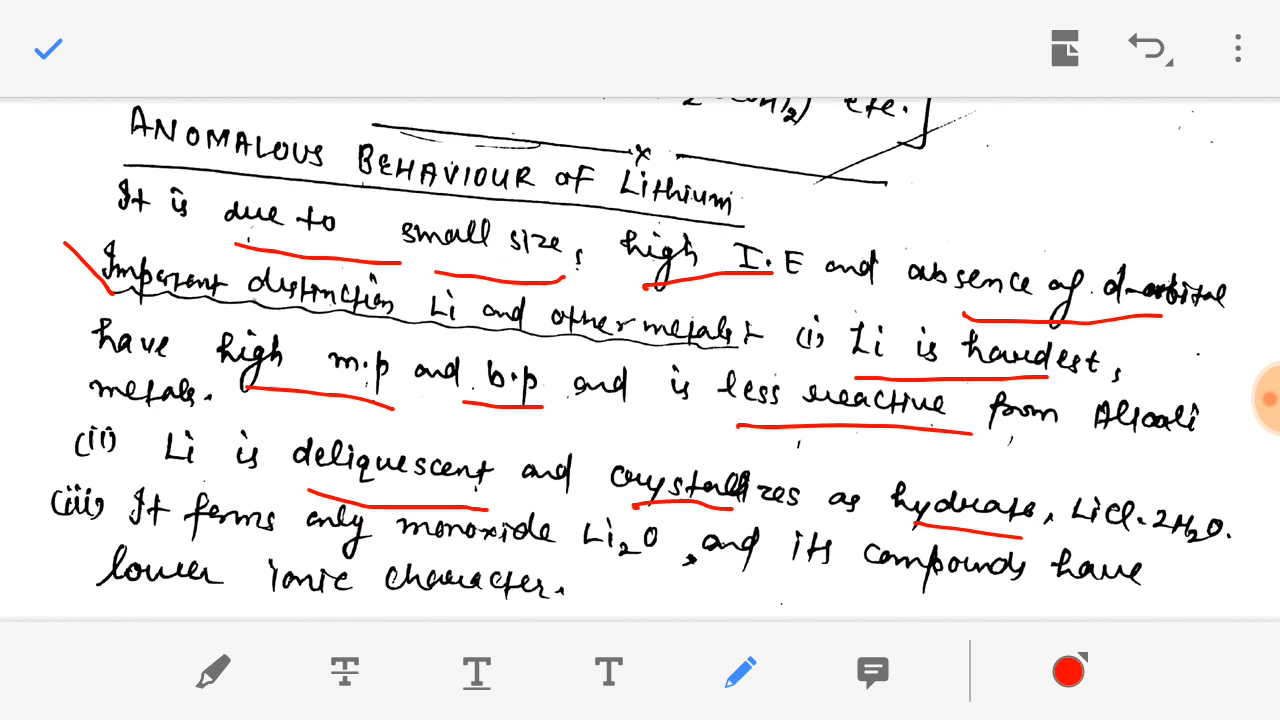 etc.
x
ANOMALOUS BEHAVIOUR OF Lithium
It is due to small size, high I.E and absence of d-orbital
Important distinction Li and other metals: (i) Li is hardest,
have high m.p and b.p and is less reactive from Alkali
metals.
(ii) Li is deliquescent and crystallizes as hydrate, LiCl.2H2O.
(iii) It forms only monoxide Li2O, and its compounds have
lower ionic character.
T T T